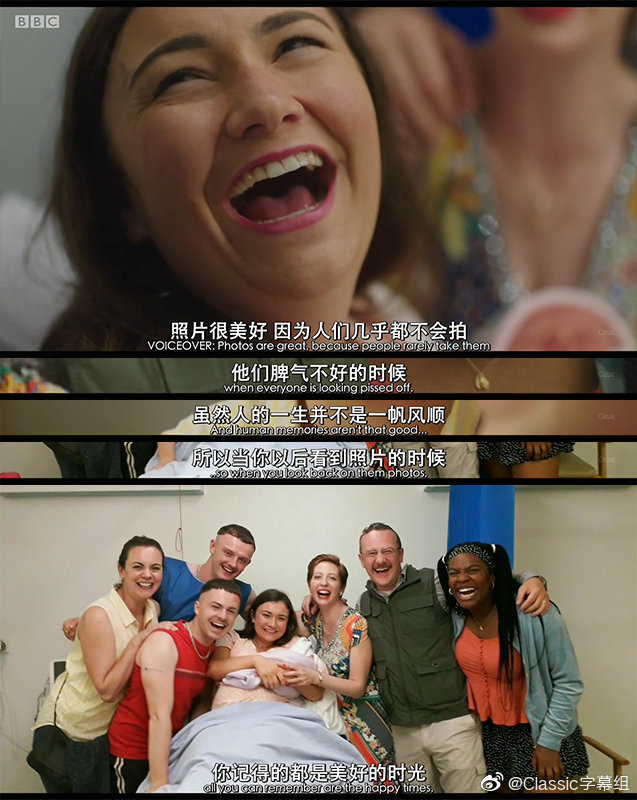 BBC
照片很美好 因为人们几乎都不会拍
VOICEOVER: Photos are great, because people rarely take them
Classic
他们脾气不好的时候
when everyone is looking pissed off.
Classic
虽然人的一生并不是一帆风顺
And human memories aren't that good...
Classic
所以当你以后看到照片的时候
...so when you look back on them photos.
Classic
你记得的都是美好的时光
all you can remember are the happy times.
@Classic字幕组